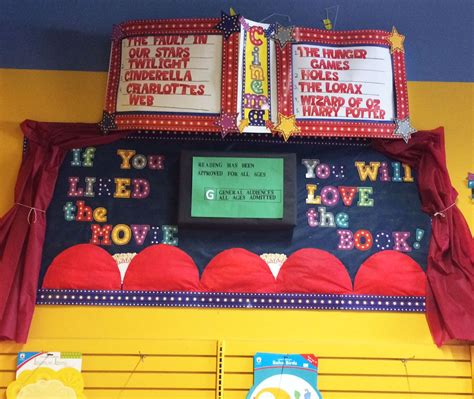 THE FAULT IN
OUR STARS
TWILIGHT
CINDERELLA
CHARLOTTES
WEB
Cinema
THE HUNGER
GAMES
HOLES
THE LORAX
WIZARD OF OZ
HARRY POTTER
If You
LIKED
the
MOVIE
READING HAS BEEN
APPROVED FOR ALL AGES
G GENERAL AUDIENCES
ALL AGES ADMITTED
You Will
LOVE
the
BOOK!